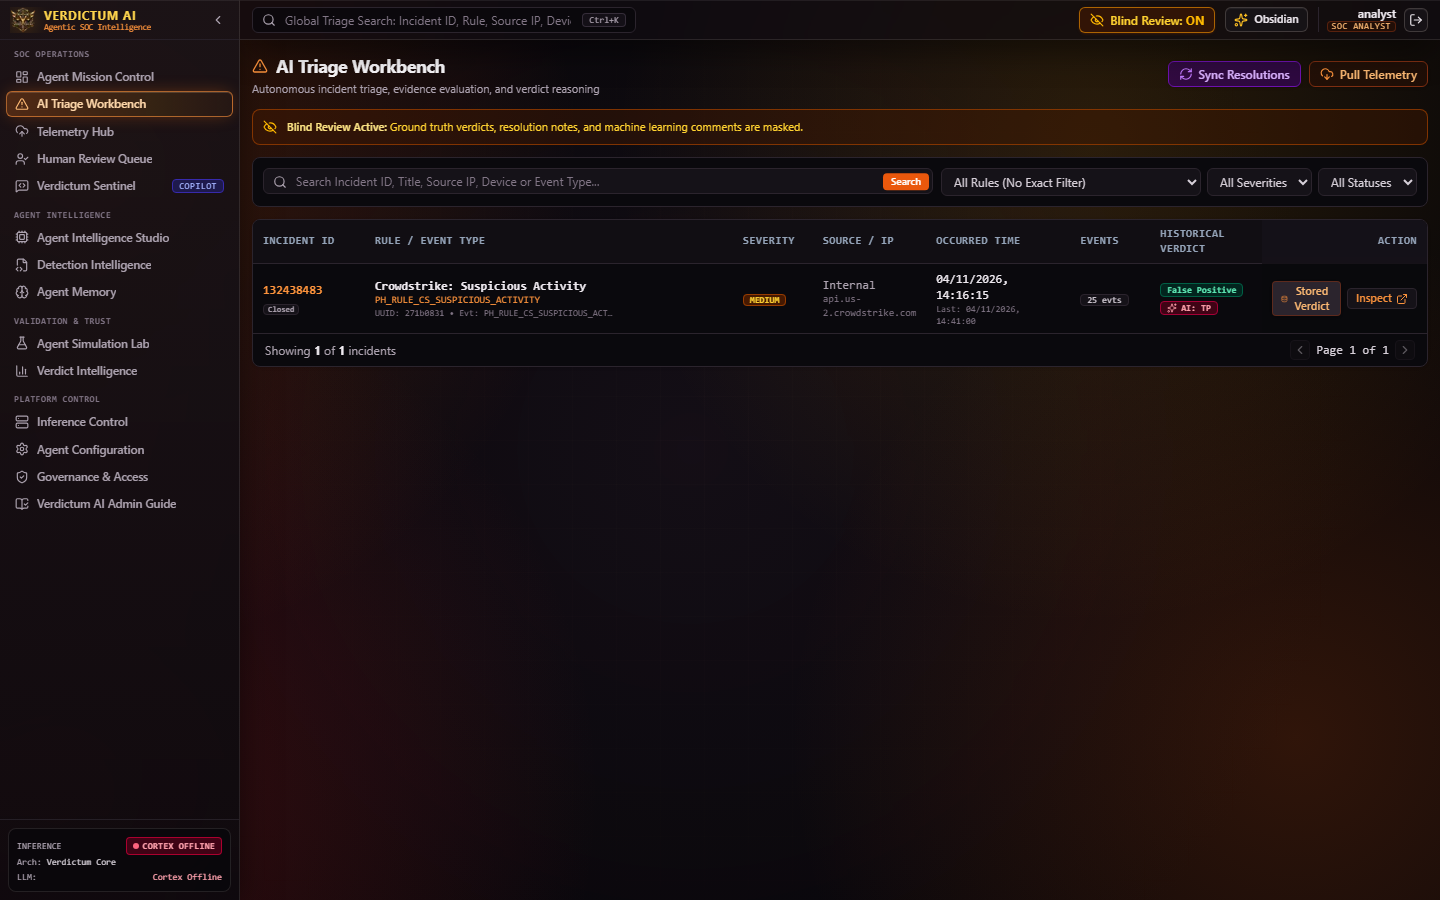 VERDICTUM AI
Agentic SOC Intelligence
Global Triage Search: Incident ID, Rule, Source IP, Devi
Ctrl+K
Blind Review: ON
Obsidian
analyst
SOC ANALYST
SOC OPERATIONS
Agent Mission Control
AI Triage Workbench
Telemetry Hub
Human Review Queue
Verdictum Sentinel
COPILOT
AGENT INTELLIGENCE
Agent Intelligence Studio
Detection Intelligence
Agent Memory
VALIDATION & TRUST
Agent Simulation Lab
Verdict Intelligence
PLATFORM CONTROL
Inference Control
Agent Configuration
Governance & Access
Verdictum AI Admin Guide
INFERENCE
CORTEX OFFLINE
Arch: Verdictum Core
LLM:
Cortex Offline
AI Triage Workbench
Autonomous incident triage, evidence evaluation, and verdict reasoning
Sync Resolutions
Pull Telemetry
Blind Review Active: Ground truth verdicts, resolution notes, and machine learning comments are masked.
Search Incident ID, Title, Source IP, Device or Event Type...
Search
All Rules (No Exact Filter)
All Severities
All Statuses
INCIDENT ID
RULE / EVENT TYPE
SEVERITY
SOURCE / IP
OCCURRED TIME
EVENTS
HISTORICAL
VERDICT
ACTION
132438483
Closed
Crowdstrike: Suspicious Activity
PH_RULE_CS_SUSPICIOUS_ACTIVITY
UUID: 271b0831 • Evt: PH_RULE_CS_SUSPICIOUS_ACT…
MEDIUM
Internal
api.us-
2.crowdstrike.com
04/11/2026,
14:16:15
Last: 04/11/2026,
14:41:00
25 evts
False Positive
AI: TP
Stored
Verdict
Inspect
Showing 1 of 1 incidents
Page 1 of 1